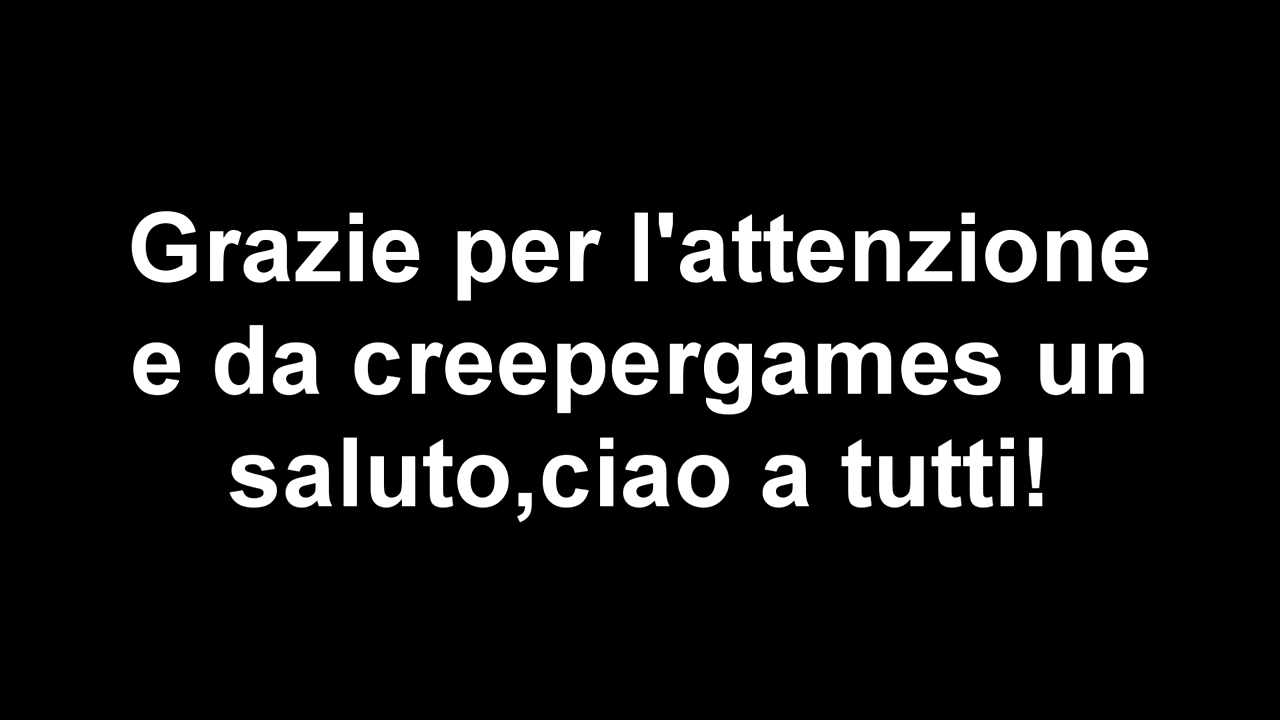 Grazie per l'attenzione
e da creepergames un
saluto,ciao a tutti!